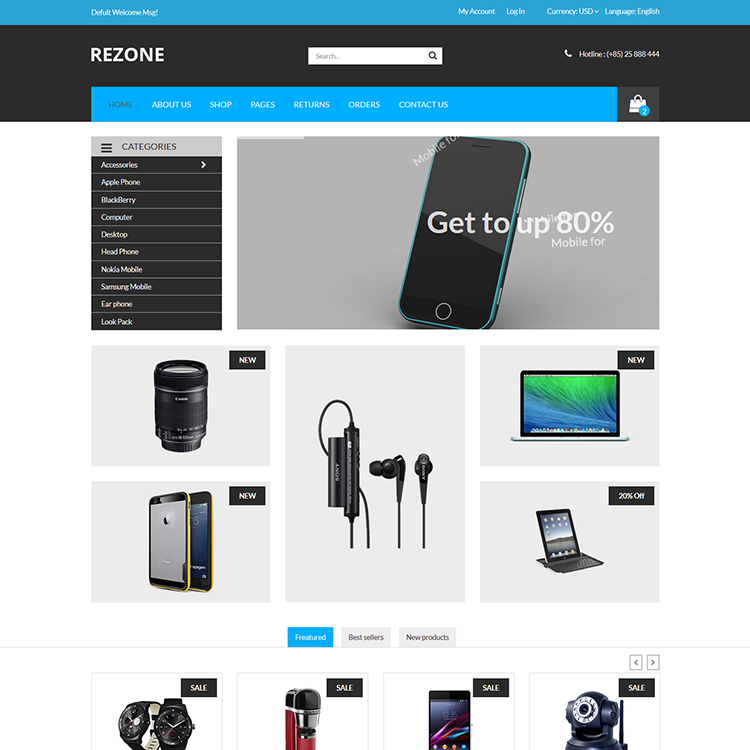 Defult Welcome Msg!
My Account Log In Currency: USD Language: English
REZONE
Search...
Hotline : (+85) 25 888 444
HOME ABOUT US SHOP PAGES RETURNS ORDERS CONTACT US
2
CATEGORIES
Accessories
Apple Phone
BlackBerry
Computer
Desktop
Head Phone
Nokia Mobile
Samsung Mobile
Ear phone
Look Pack
Mobile for
Get to up 80%
Mobile for
NEW
Canon
SONY
SONY
NEW
NEW
20% Off
Freatured Best sellers New products
SALE
SALE
SALE
SALE